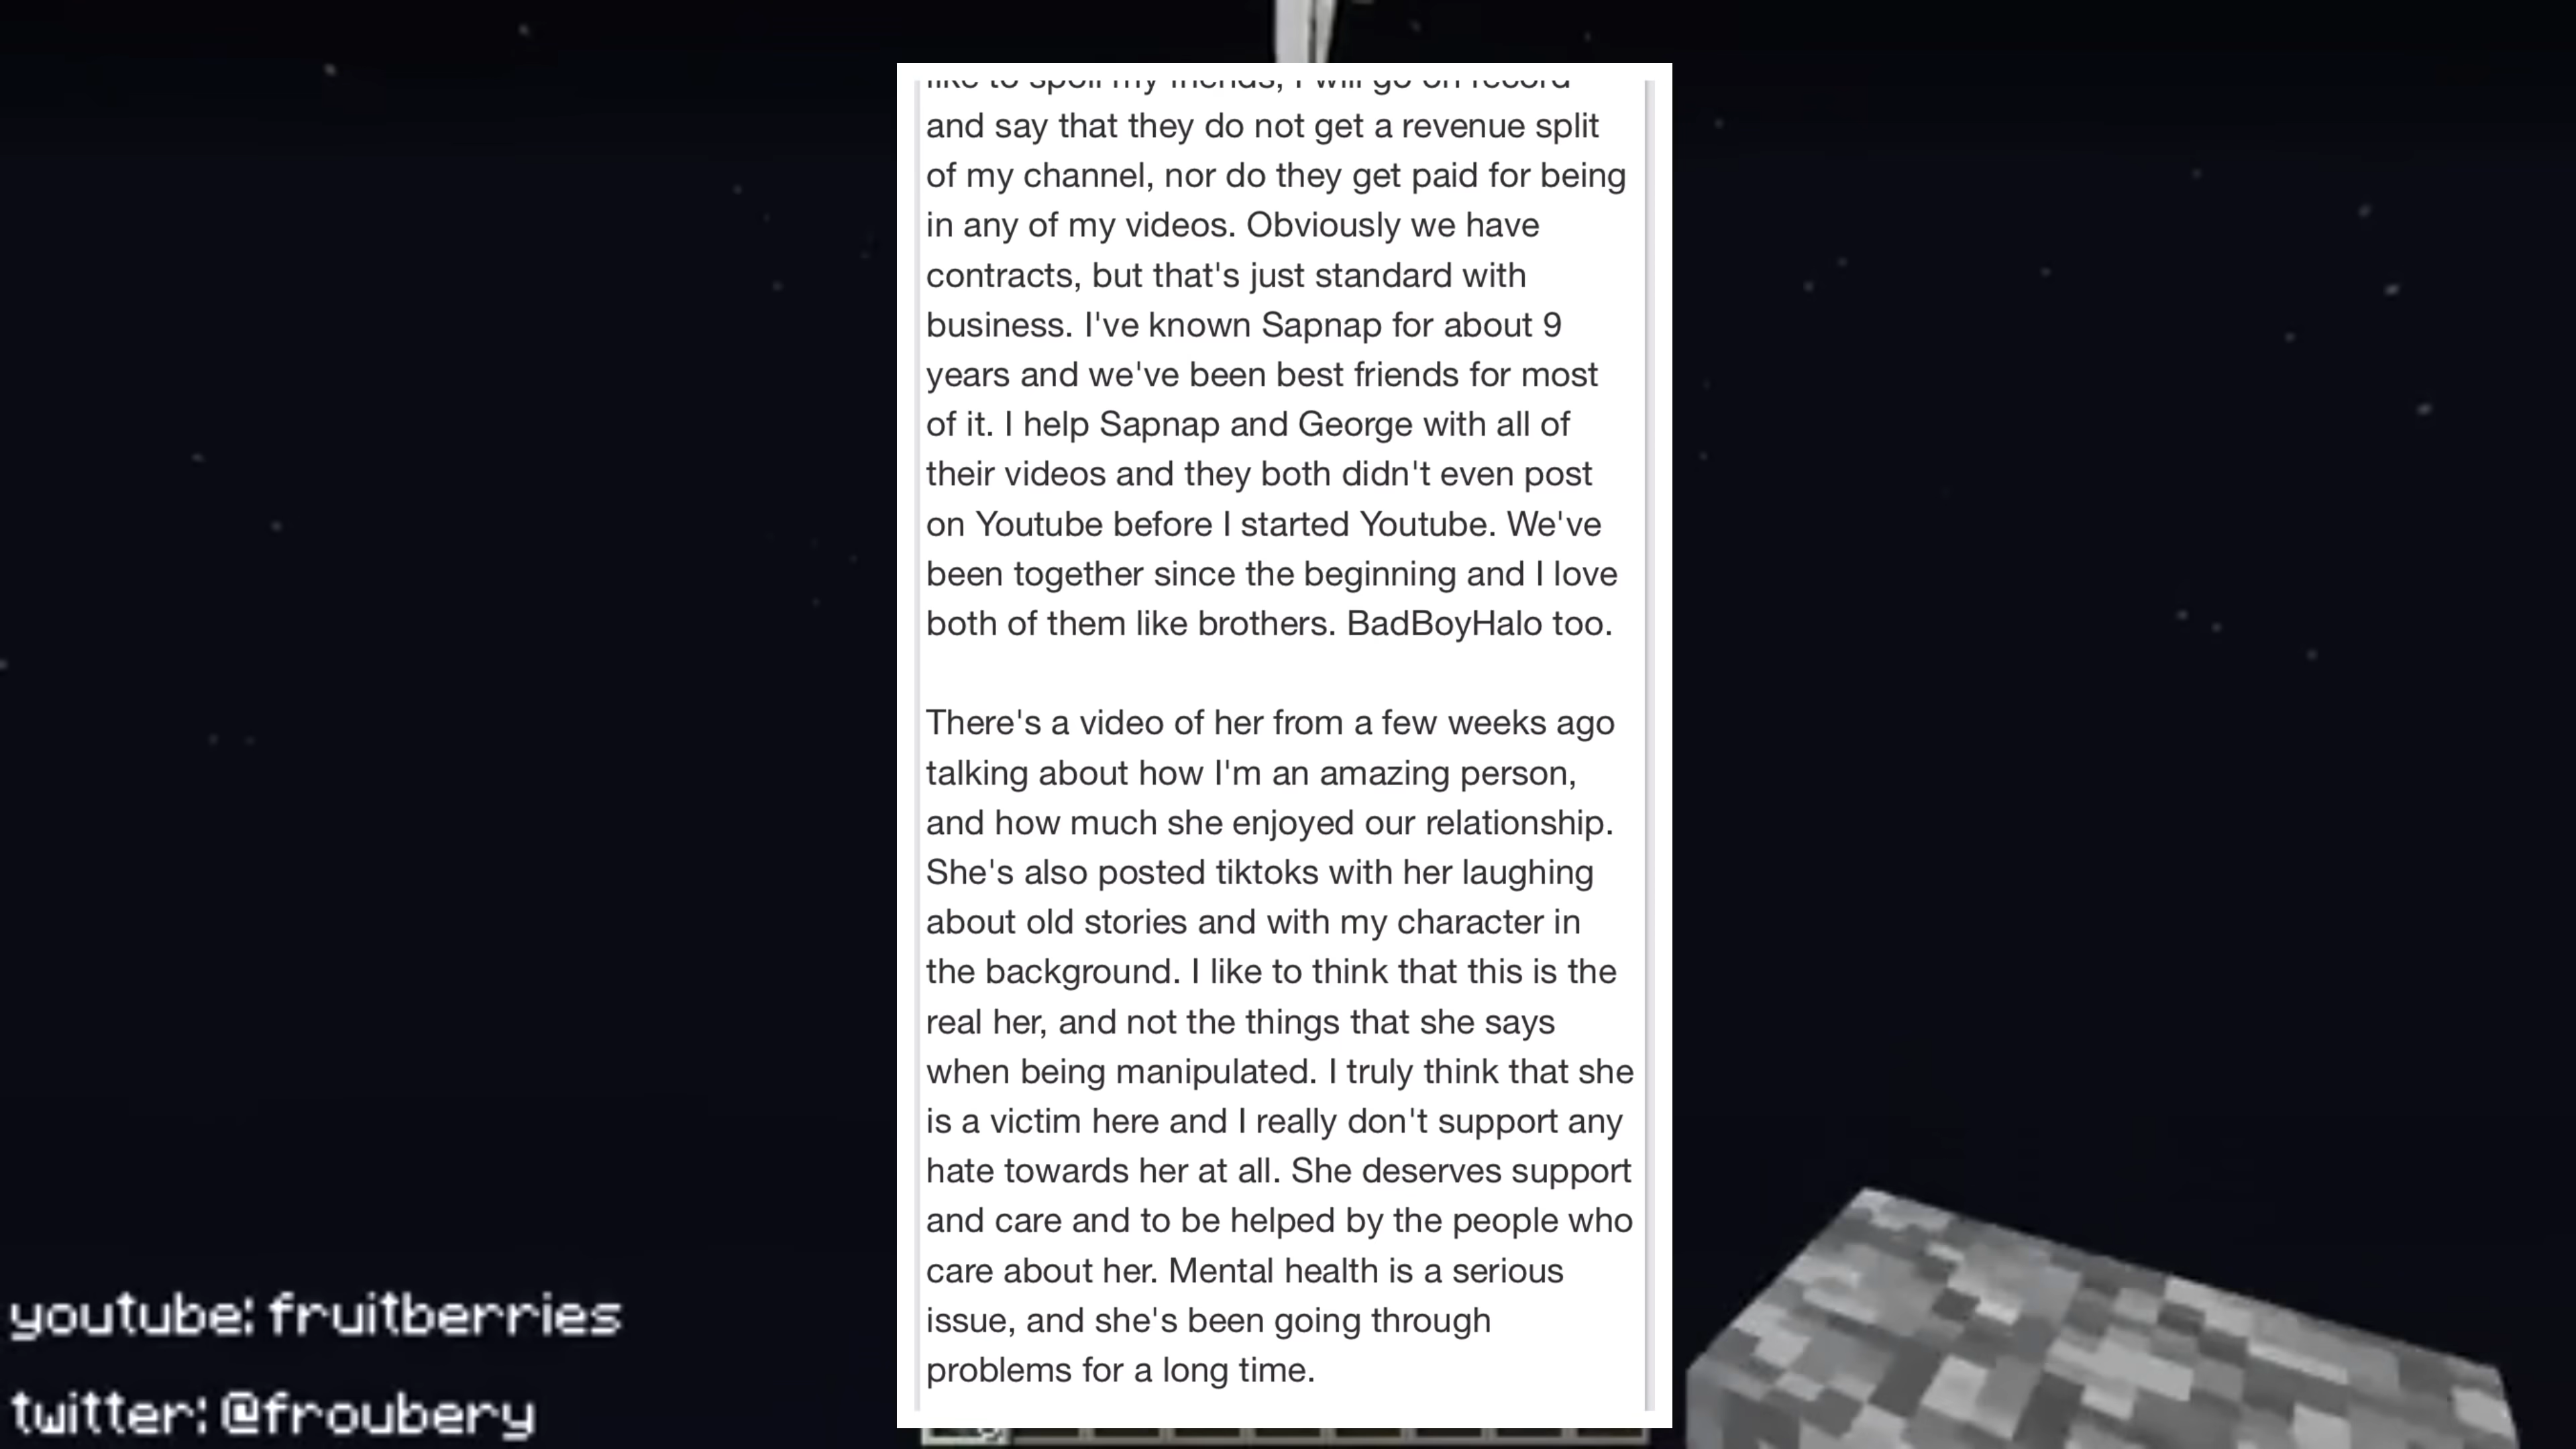 like to spoil my friends, I will go on record
and say that they do not get a revenue split
of my channel, nor do they get paid for being
in any of my videos. Obviously we have
contracts, but that's just standard with
business. I've known Sapnap for about 9
years and we've been best friends for most
of it. I help Sapnap and George with all of
their videos and they both didn't even post
on Youtube before I started Youtube. We've
been together since the beginning and I love
both of them like brothers. BadBoyHalo too.
There's a video of her from a few weeks ago
talking about how I'm an amazing person,
and how much she enjoyed our relationship.
She's also posted tiktoks with her laughing
about old stories and with my character in
the background. I like to think that this is the
real her, and not the things that she says
when being manipulated. I truly think that she
is a victim here and I really don't support any
hate towards her at all. She deserves support
and care and to be helped by the people who
care about her. Mental health is a serious
issue, and she's been going through
problems for a long time.
youtube: fruitberries
twitter: @froubery